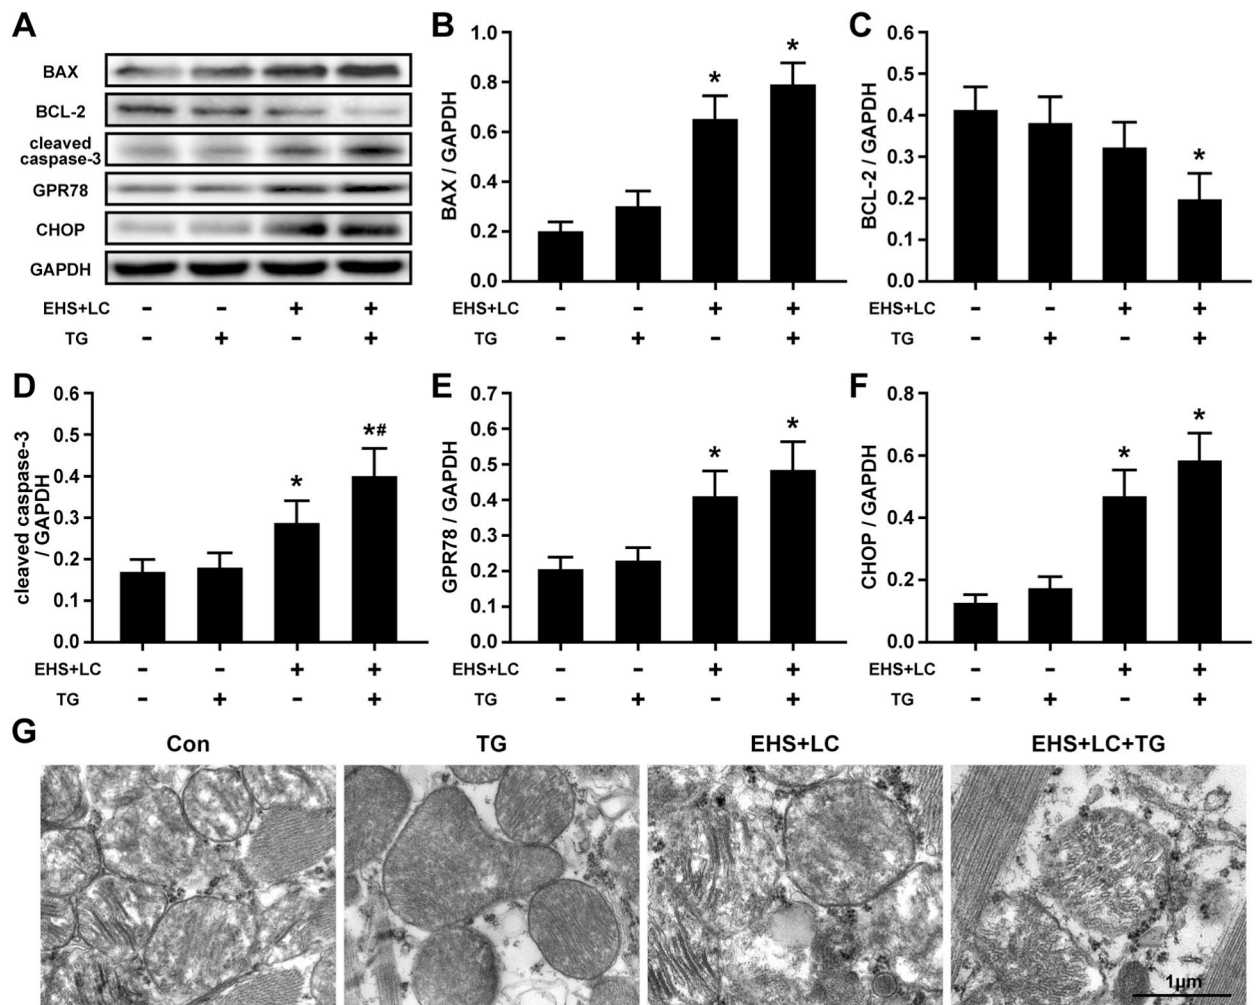 A
BAX
BCL-2
cleaved
caspase-3
GPR78
CHOP
GAPDH
EHS+LC - - + +
TG - + - +
B
1.0
0.8
0.6
0.4
0.2
0.0
BAX / GAPDH
* *
EHS+LC - - + +
TG - + - +
C
0.6
0.5
0.4
0.3
0.2
0.1
0.0
BCL-2 / GAPDH
*
EHS+LC - - + +
TG - + - +
D
0.6
0.5
0.4
0.3
0.2
0.1
0.0
cleaved caspase-3
/ GAPDH
* *#
EHS+LC - - + +
TG - + - +
E
0.7
0.6
0.5
0.4
0.3
0.2
0.1
0.0
GPR78 / GAPDH
* *
EHS+LC - - + +
TG - + - +
F
0.8
0.6
0.4
0.2
0.0
CHOP / GAPDH
* *
EHS+LC - - + +
TG - + - +
G
Con TG EHS+LC EHS+LC+TG
1μm